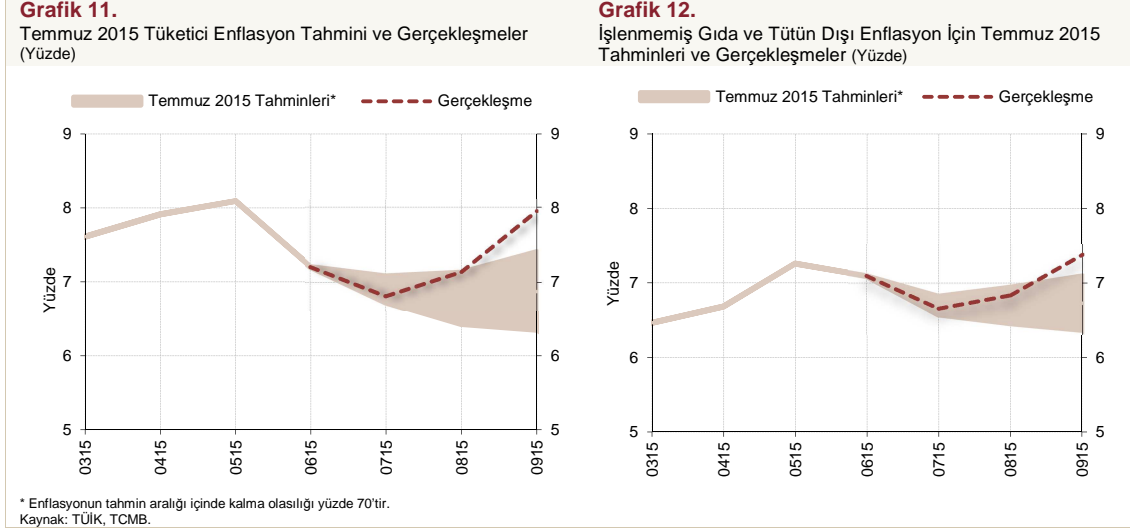 Grafik 11.
Temmuz 2015 Tüketici Enflasyon Tahmini ve Gerçekleşmeler
(Yüzde)
Temmuz 2015 Tahminleri*
Gerçekleşme
9
8
7
6
5
Yüzde
9
8
7
6
5
0315
0415
0515
0615
0715
0815
0915
* Enflasyonun tahmin aralığı içinde kalma olasılığı yüzde 70’tir.
Kaynak: TÜİK, TCMB.
Grafik 12.
İşlenmemiş Gıda ve Tütün Dışı Enflasyon İçin Temmuz 2015
Tahminleri ve Gerçekleşmeler (Yüzde)
Temmuz 2015 Tahminleri*
Gerçekleşme
9
8
7
6
5
Yüzde
9
8
7
6
5
0315
0415
0515
0615
0715
0815
0915